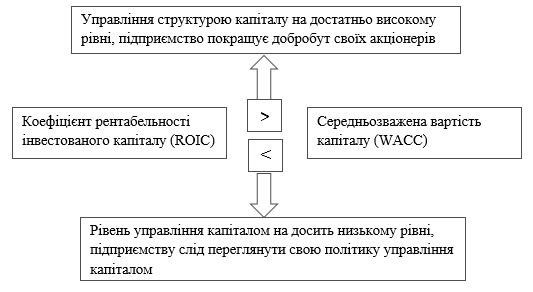 Управління структурою капіталу на достатньо високому
рівні, підприємство покращує добробут своїх акціонерів
Коефіцієнт рентабельності
інвестованого капіталу (ROIC)
>
<
Середньозважена вартість
капіталу (WACC)
Рівень управління капіталом на досить низькому рівні,
підприємству слід переглянути свою політику управління
капіталом